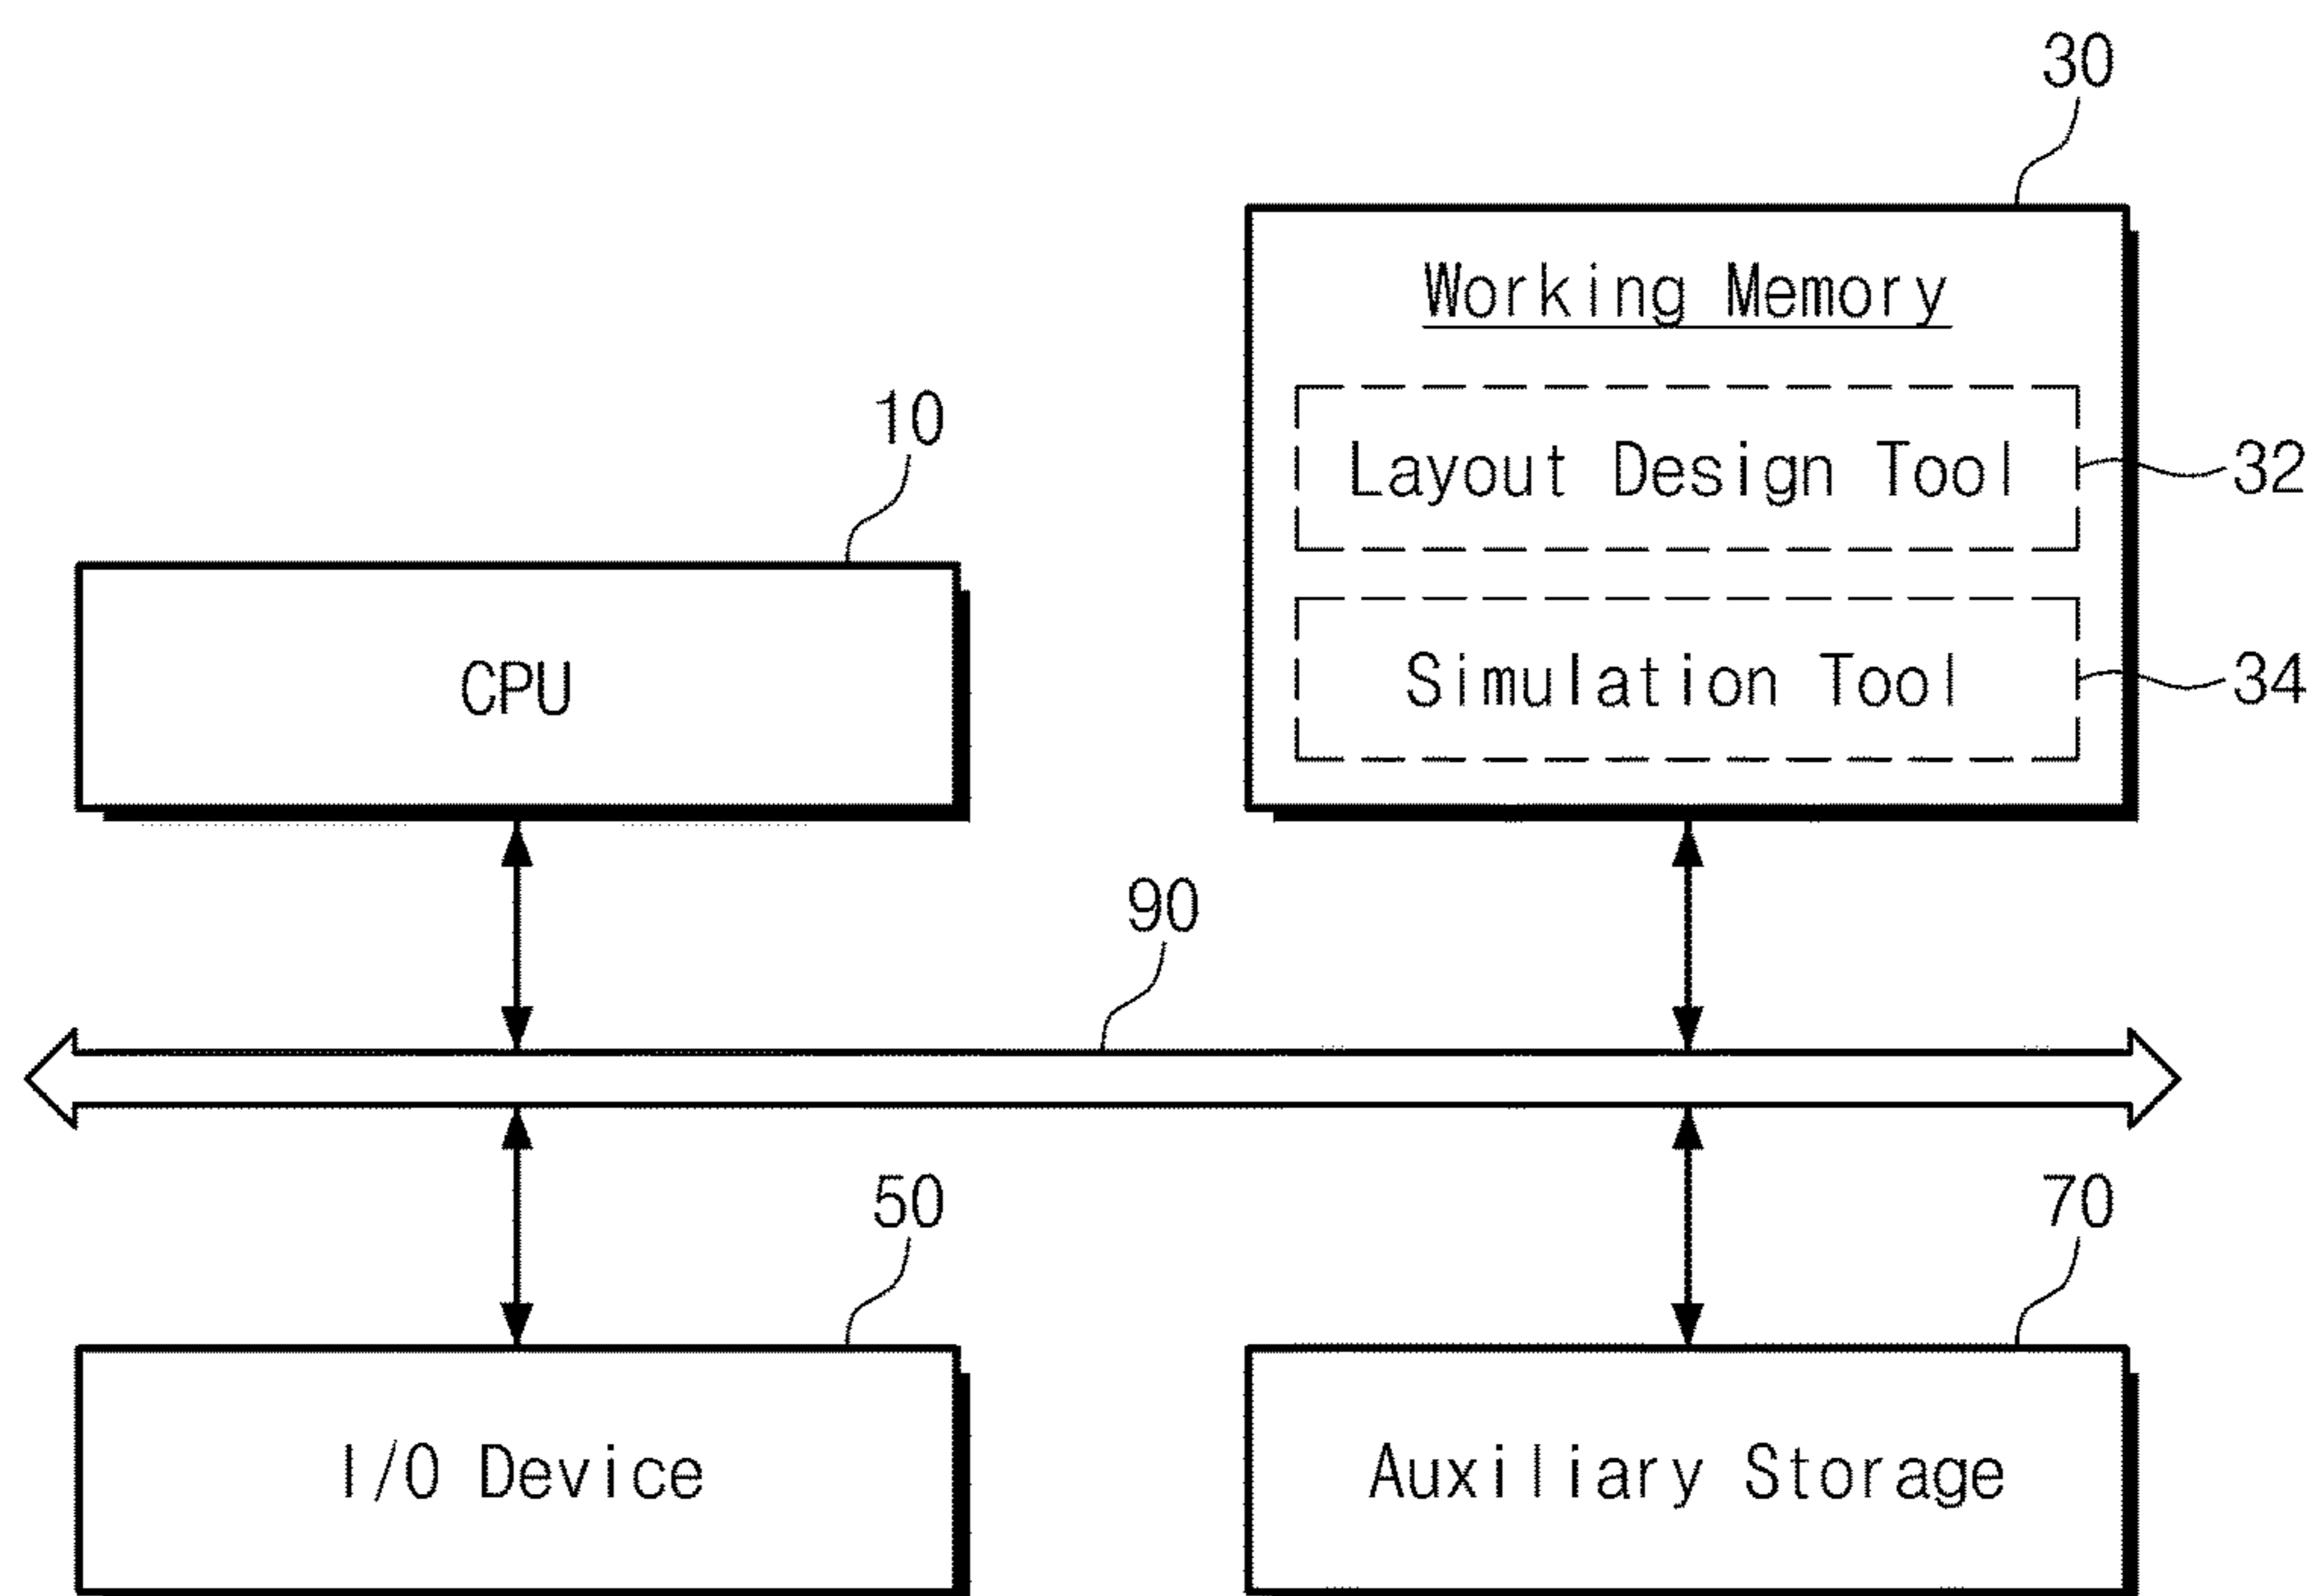 30
Working Memory
10
Layout Design Tool
32
CPU
Simulation Tool
34
90
50
70
I/O Device
Auxiliary Storage